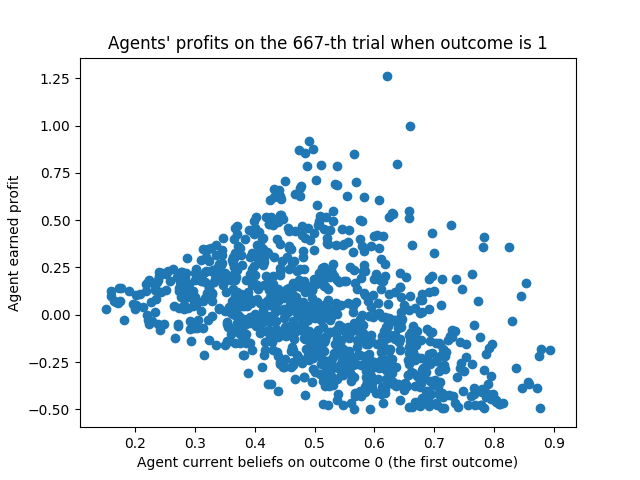 Agents' profits on the 667-th trial when outcome is 1
1.25
1.00
0.75
0.50
0.25
0.00
−0.25
−0.50
Agent earned profit
0.2 0.3 0.4 0.5 0.6 0.7 0.8 0.9
Agent current beliefs on outcome 0 (the first outcome)